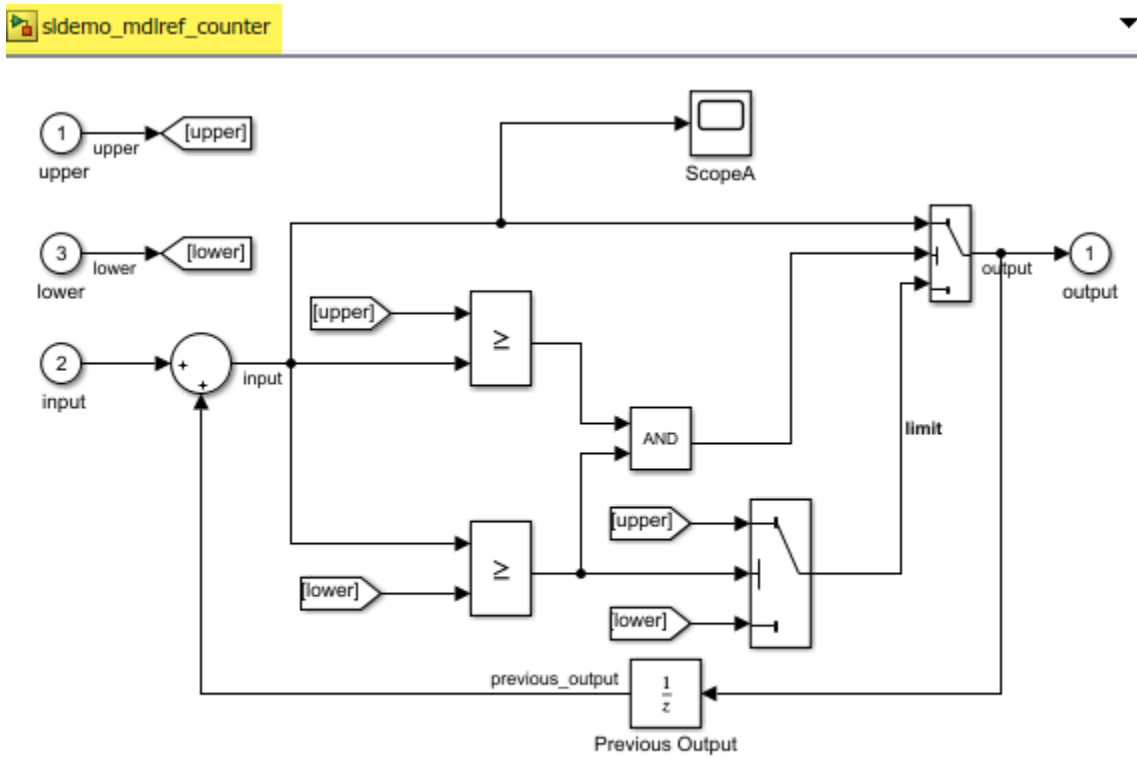 sldemo_mdlref_counter
1
upper
upper
[upper]
ScopeA
3
lower
lower
[lower]
1
output
output
[upper]
≥
2
input
+
+
input
AND
limit
[upper]
≥
[lower]
[lower]
previous_output
1
z
Previous Output